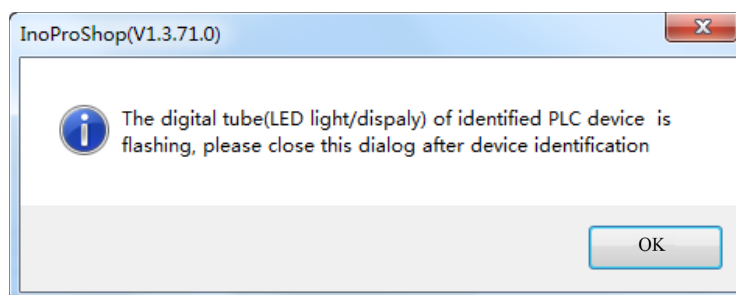 InoProShop(V1.3.71.0)
The digital tube(LED light/dispaly) of identified PLC device  is
flashing, please close this dialog after device identification
OK